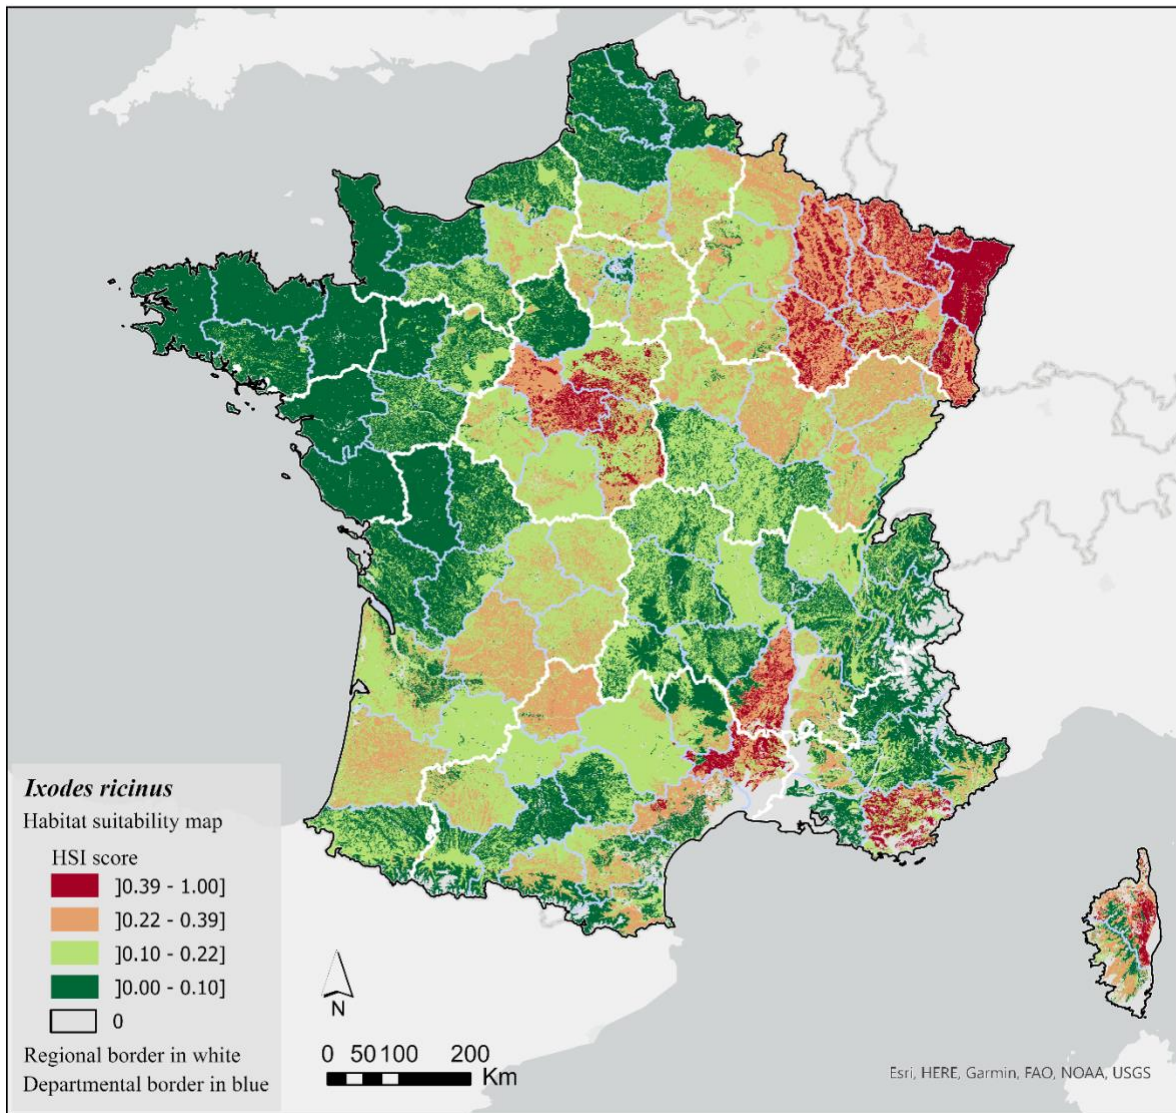 Ixodes ricinus
Habitat suitability map
HSI score
]0.39 - 1.00]
]0.22 - 0.39]
]0.10 - 0.22]
]0.00 - 0.10]
0
Regional border in white
Departmental border in blue
N
0 50 100 200
Km
Esri, HERE, Garmin, FAO, NOAA, USGS